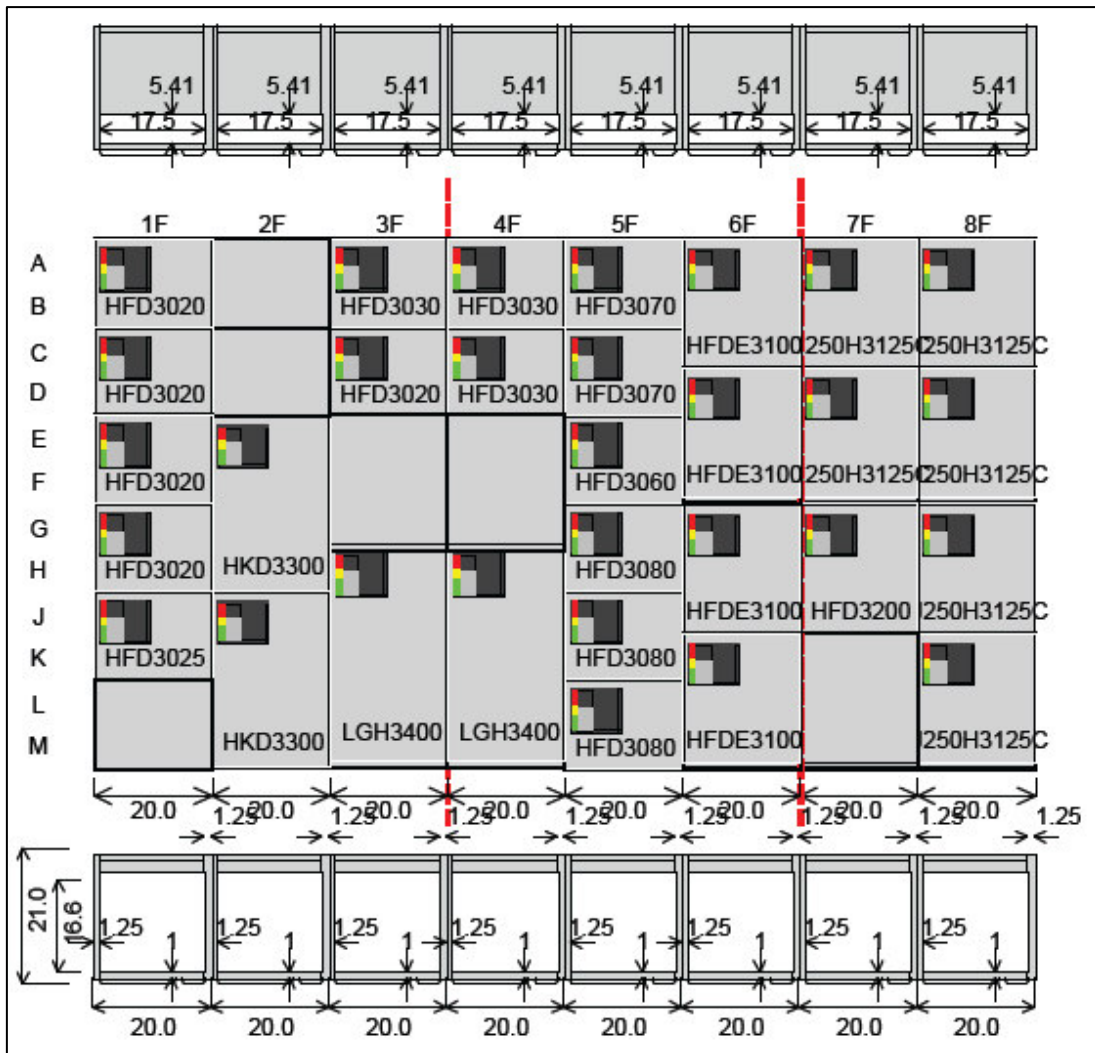 5.41 5.41 5.41 5.41 5.41 5.41 5.41 5.41
17.5 17.5 17.5 17.5 17.5 17.5 17.5 17.5
1F 2F 3F 4F 5F 6F 7F 8F
A
B HFD3020 HFD3030 HFD3030 HFD3070
C HFDE3100 250H3125C 250H3125C
D HFD3020 HFD3020 HFD3030 HFD3070
E
F HFD3020 HFD3060 HFDE3100 250H3125C 250H3125C
G
H HFD3020 HKD3300 HFD3080
J HFDE3100 HFD3200 J250H3125C
K HFD3025 HFD3080
L
M HKD3300 LGH3400 LGH3400 HFD3080 HFDE3100 J250H3125C
20.0 20.0 20.0 20.0 20.0 20.0 20.0 20.0
1.25 1.25 1.25 1.25 1.25 1.25 1.25 1.25
21.0
16.6
1.25 1.25 1.25 1.25 1.25 1.25 1.25 1.25
1 1 1 1 1 1 1 1
20.0 20.0 20.0 20.0 20.0 20.0 20.0 20.0